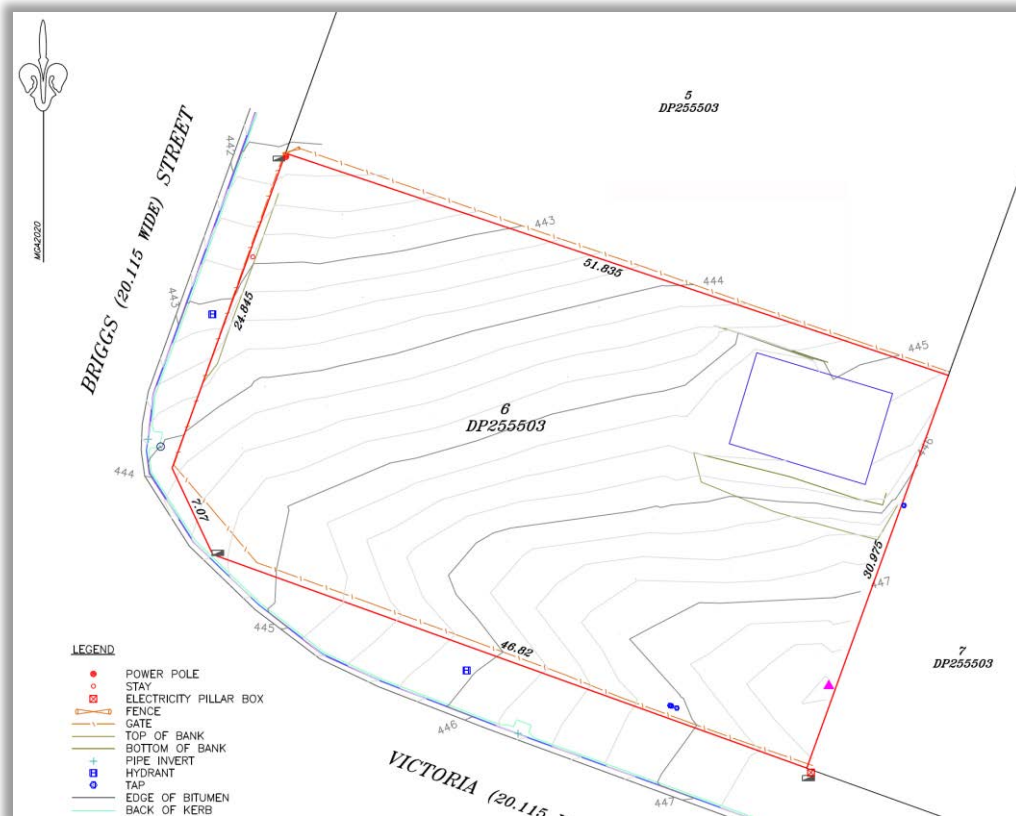 MGA2020
BRIGGS (20.115 WIDE) STREET
5
DP255503
442
443
443
51.835
444
445
24.845
6
DP255503
446
444
7.07
30.975
447
445
46.82
7
DP255503
446
VICTORIA (20.115
447
LEGEND
POWER POLE
STAY
ELECTRICITY PILLAR BOX
FENCE
GATE
TOP OF BANK
BOTTOM OF BANK
PIPE INVERT
HYDRANT
TAP
EDGE OF BITUMEN
BACK OF KERB